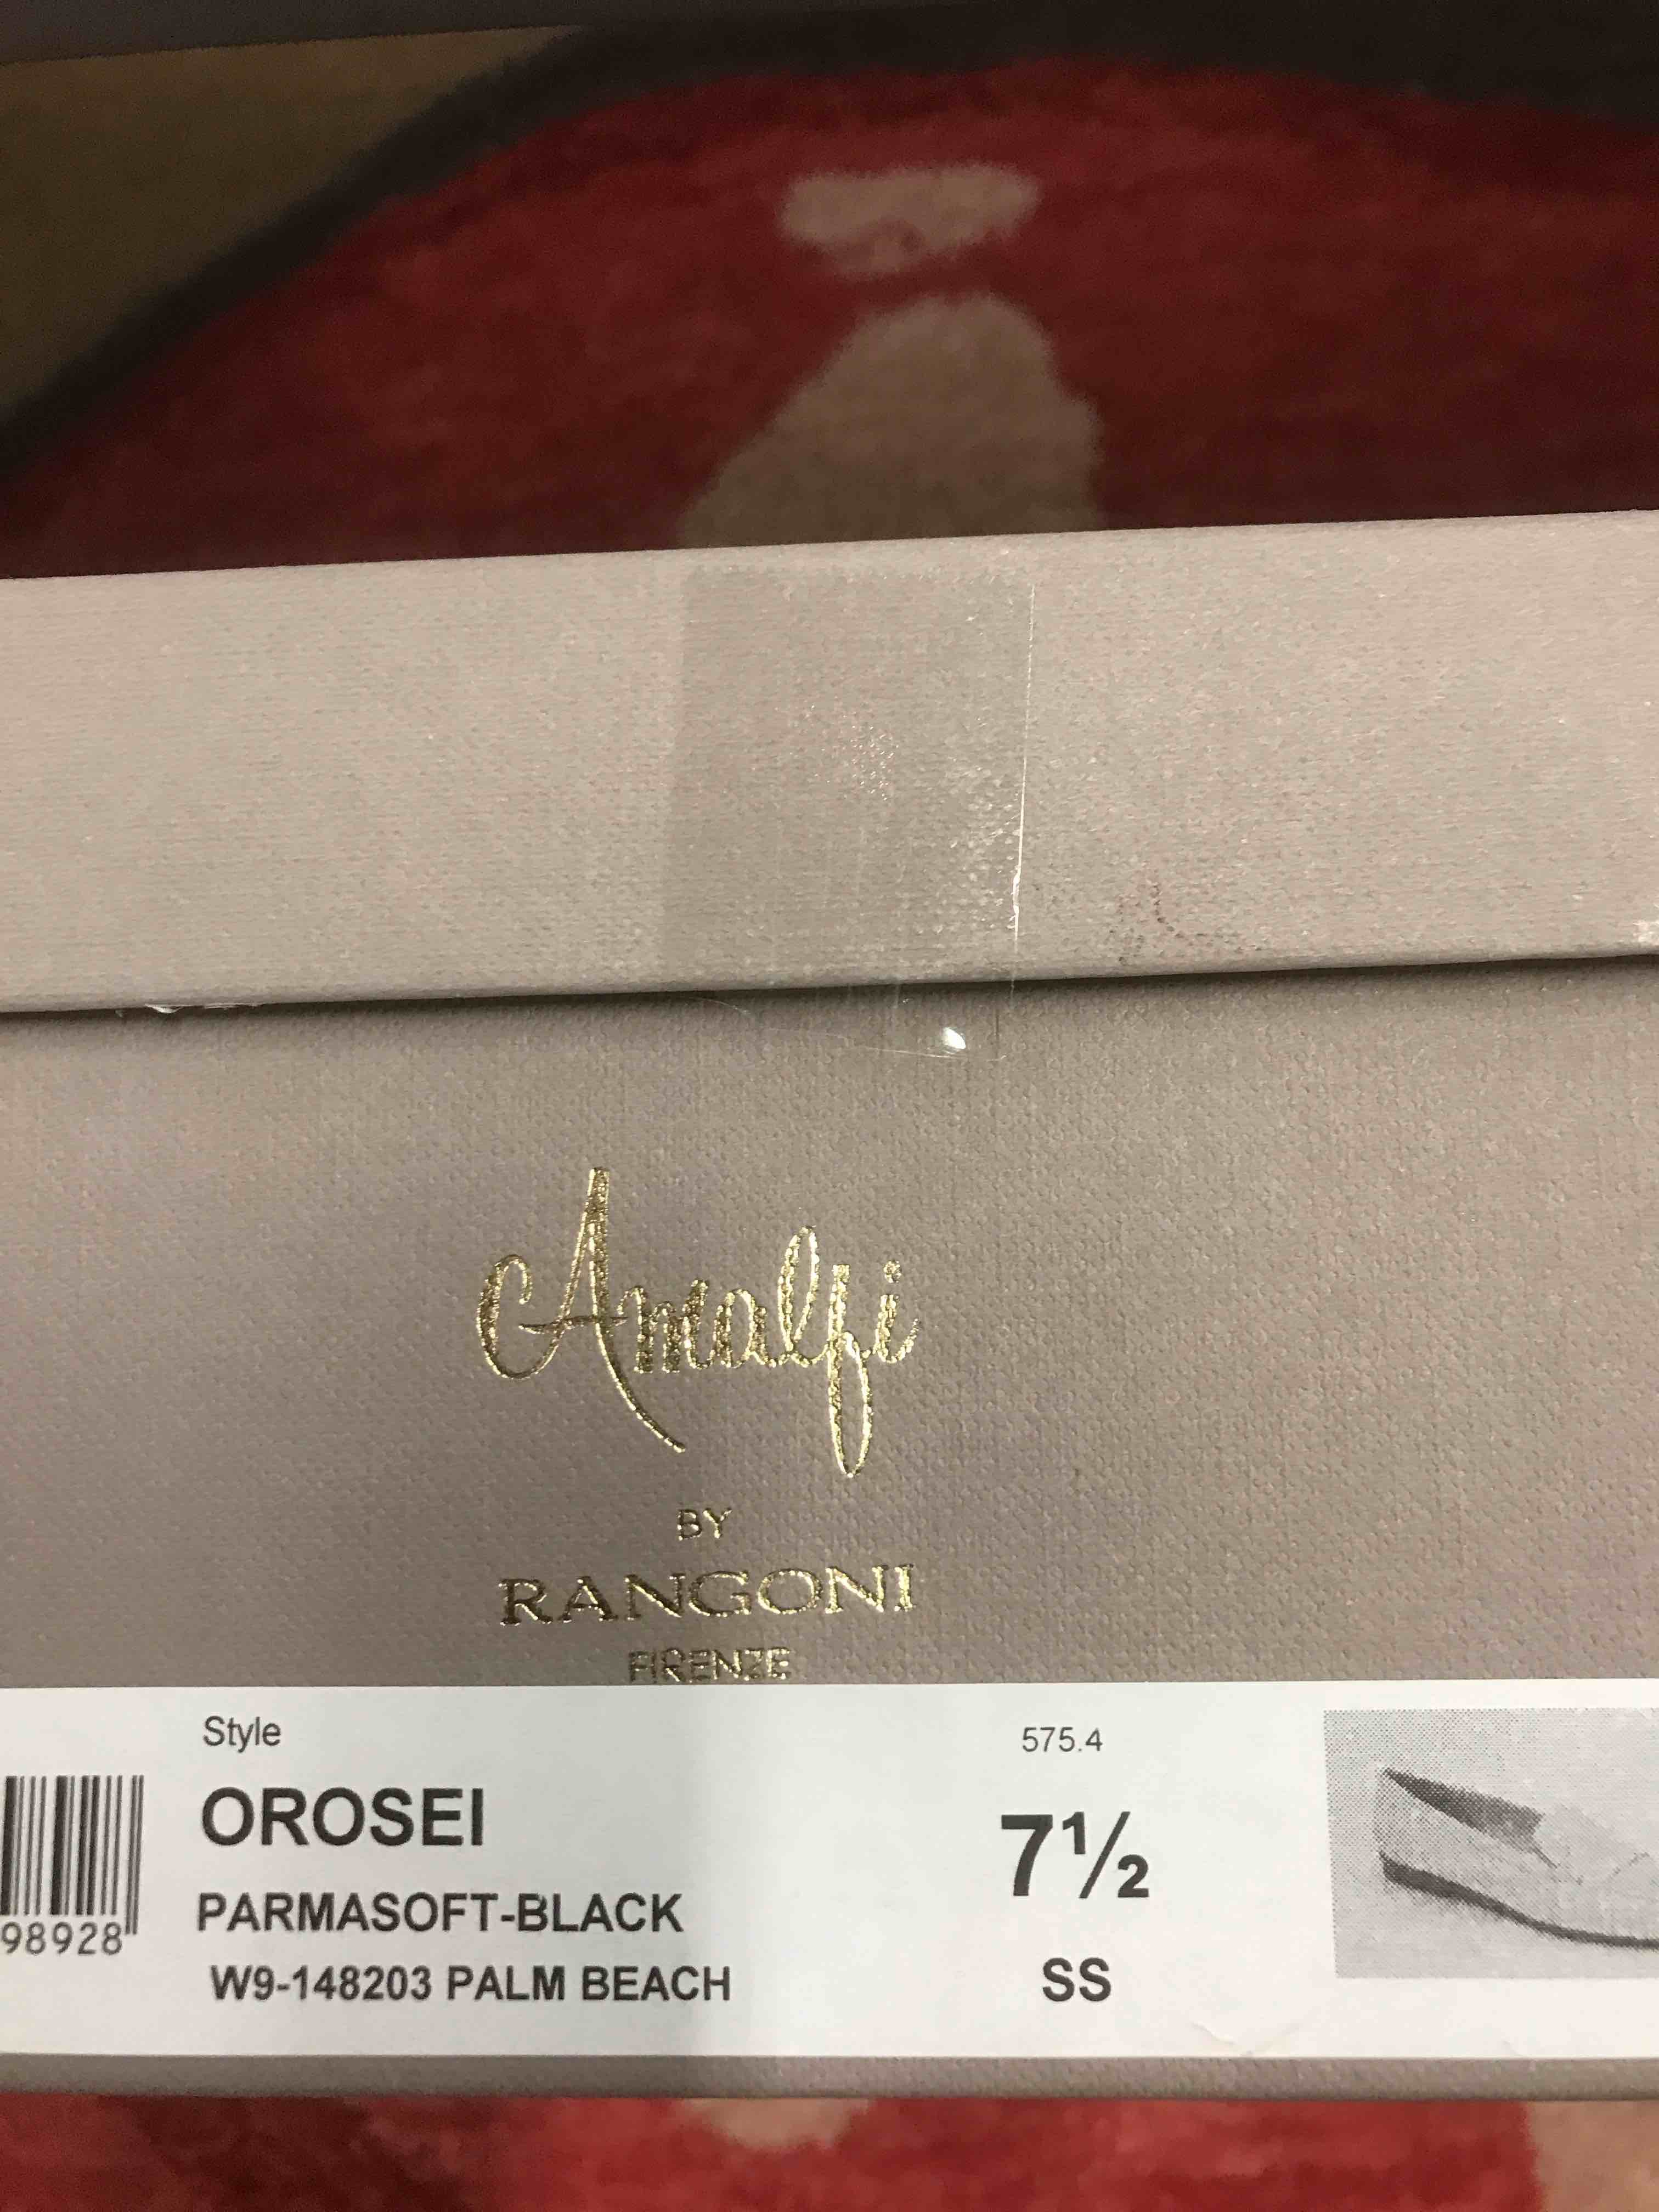 Amalfi
BY
RANGONI
FIRENZE
Style
575.4
OROSEI
7½
PARMASOFT-BLACK
98928
W9-148203 PALM BEACH
SS